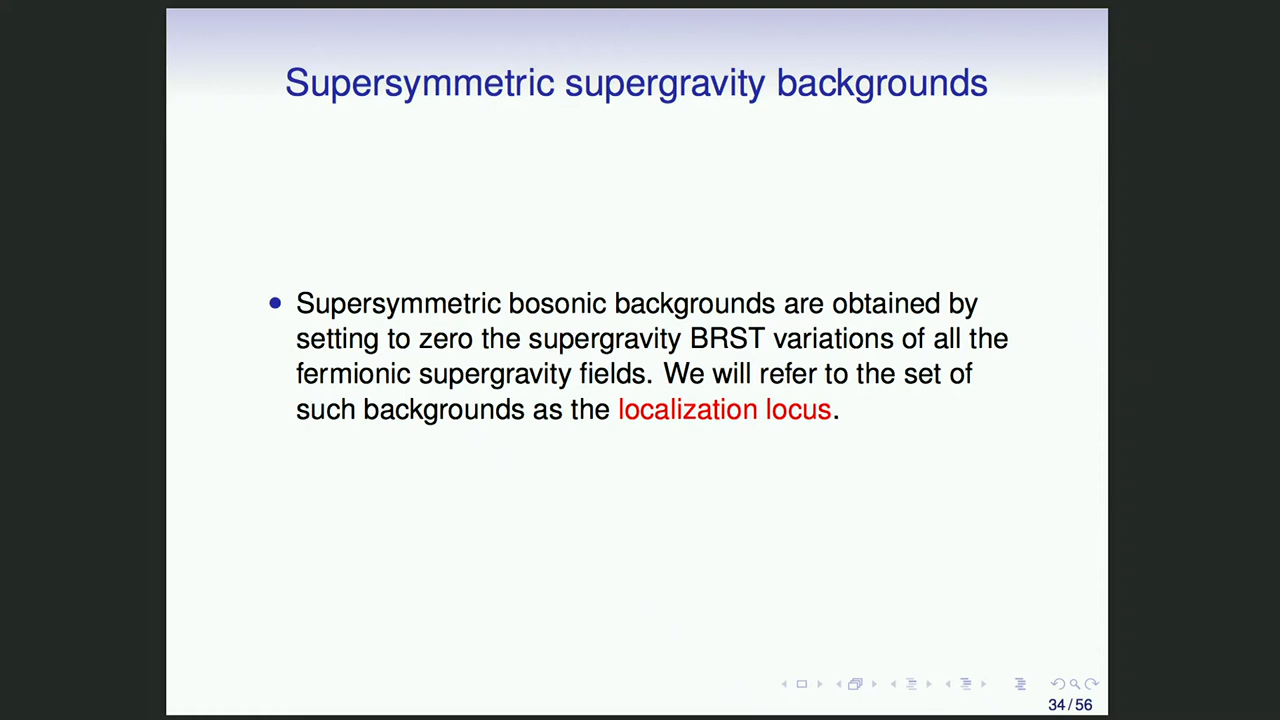 Supersymmetric supergravity backgrounds
• Supersymmetric bosonic backgrounds are obtained by
setting to zero the supergravity BRST variations of all the
fermionic supergravity fields. We will refer to the set of
such backgrounds as the localization locus.
34 / 56